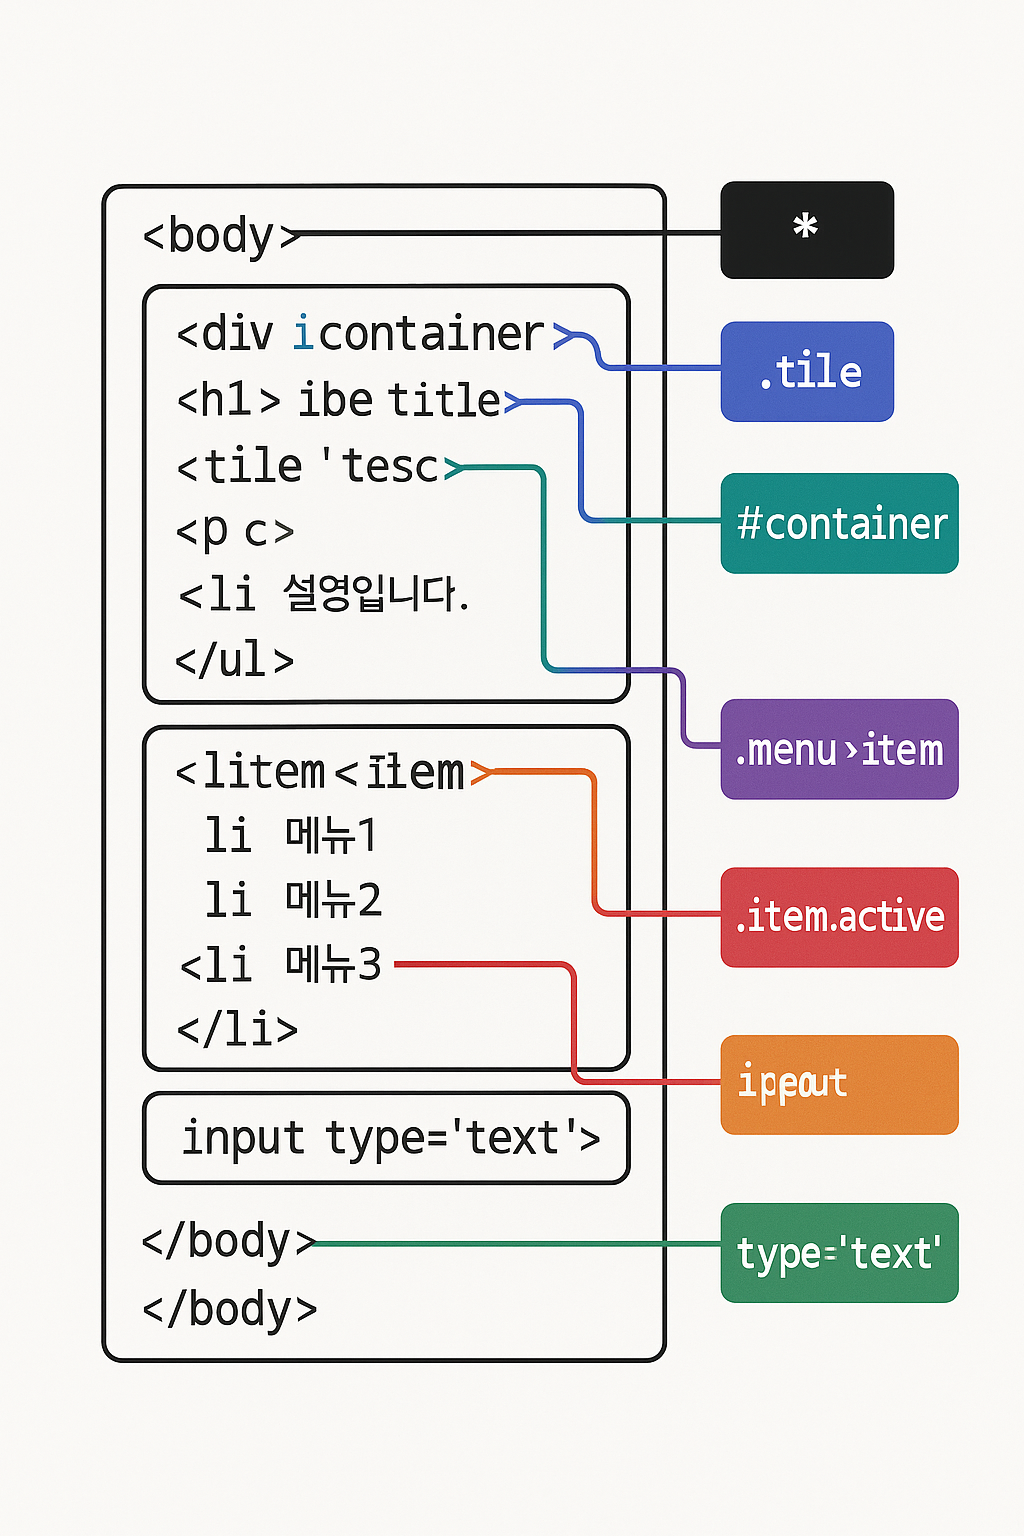 <body>
*
<div icontainer>
.tile
<h1> ibe title>
<tile 'tesc>
#container
<p c>
<li 설영입니다.
</ul>
<litem <
.menu›item
li 메뉴1
li 메뉴2
.item.active
<li 메뉴3
</li>
input type='text'>
</body>
type='text'
</body>